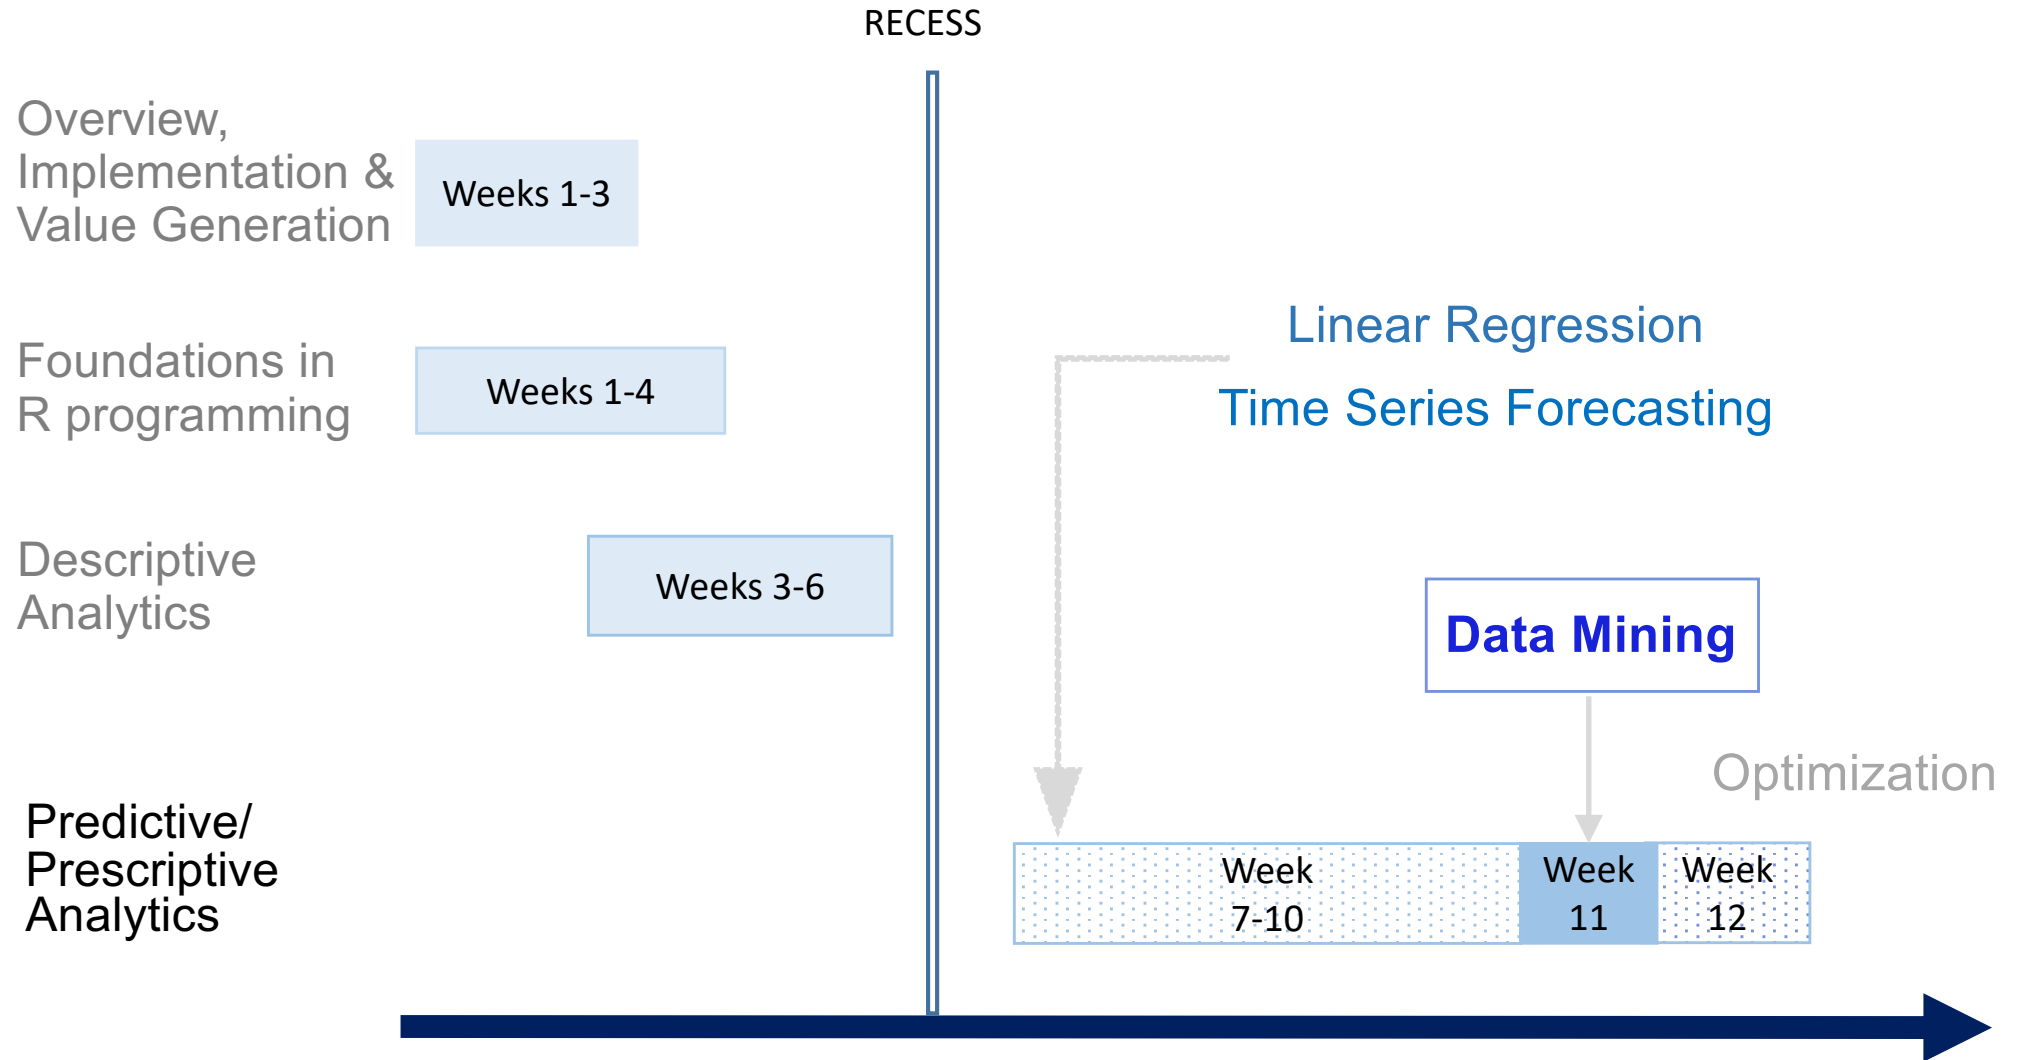 RECESS
Overview,
Implementation &
Value Generation
Weeks 1-3
Foundations in
R programming
Weeks 1-4
Linear Regression
Time Series Forecasting
Descriptive
Analytics
Weeks 3-6
Data Mining
Optimization
Predictive/
Prescriptive
Analytics
Week
7-10
Week
11
Week
12